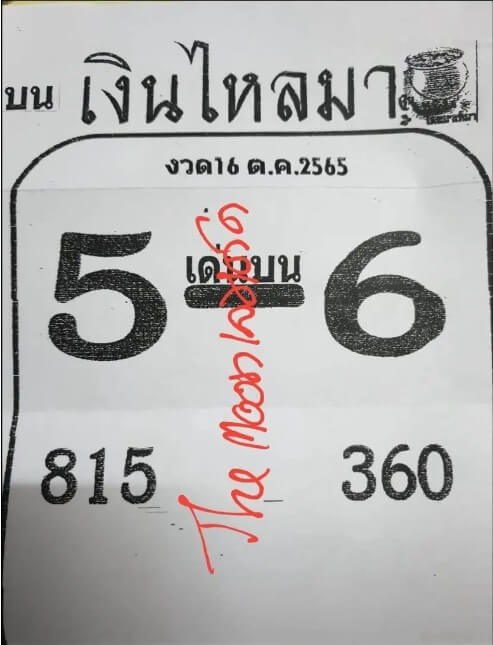 บน เงินไหลมา
งวด16 ต.ค.2565
5 เด่นบน 6
815 360
The Moon